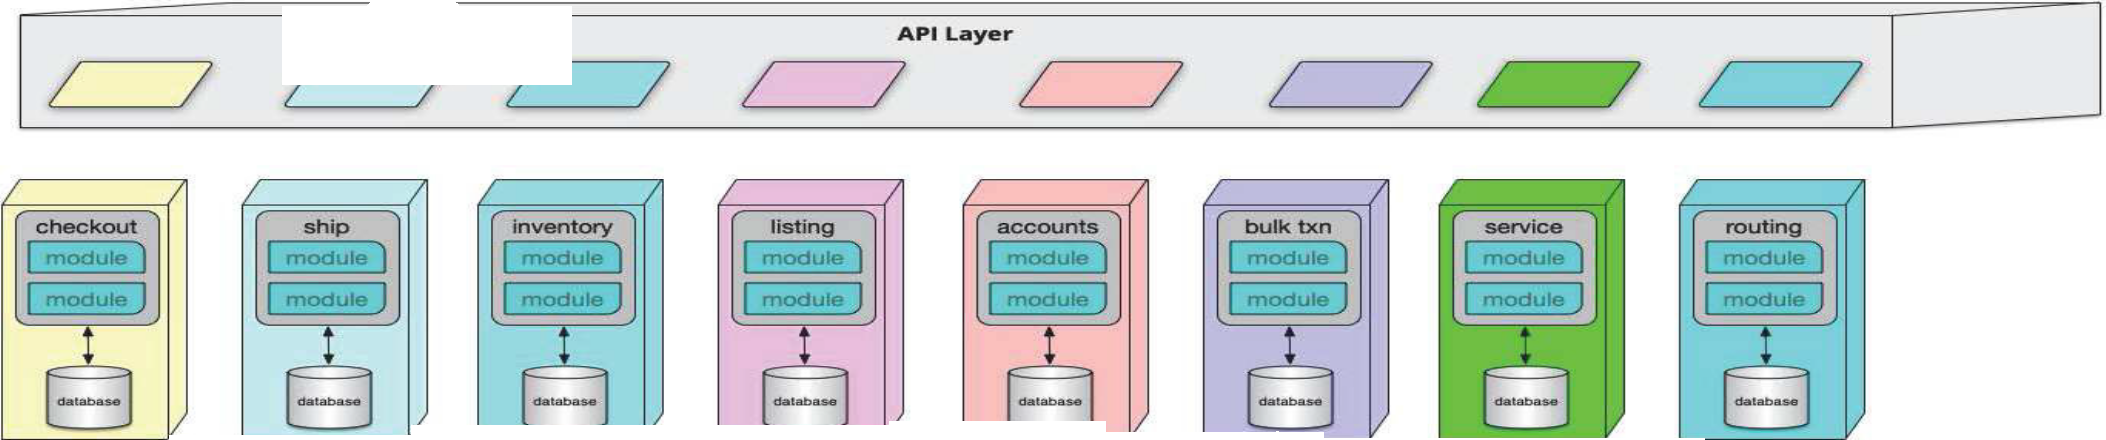 API Layer
checkout
module
module
database
ship
module
module
database
inventory
module
module
database
listing
module
module
database
accounts
module
module
database
bulk txn
module
module
database
service
module
module
database
routing
module
module
database